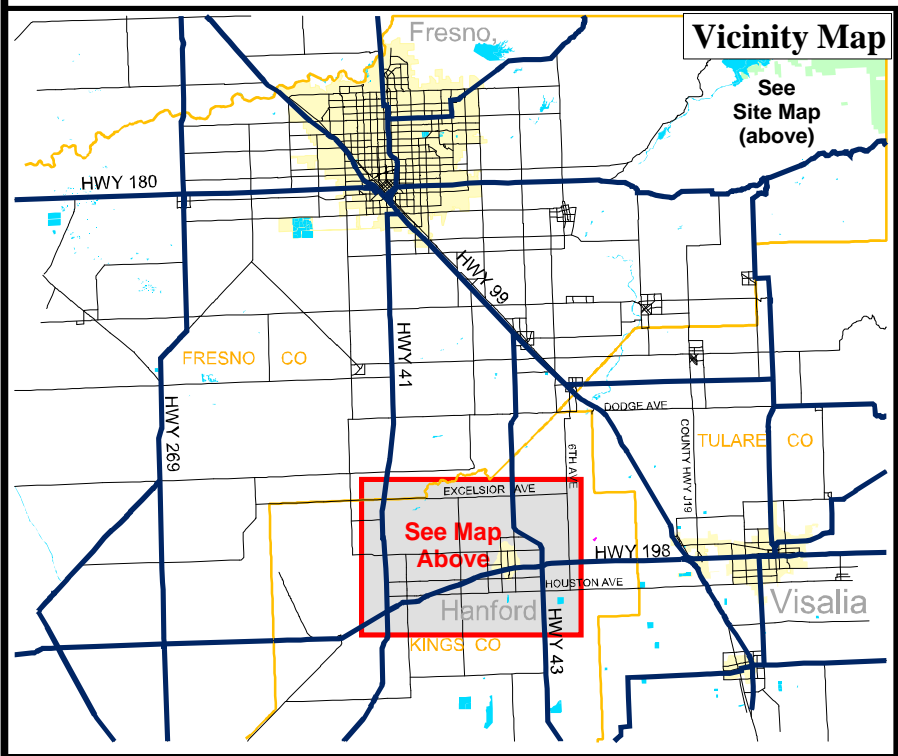 Fresno,
Vicinity Map
See
Site Map
(above)
HWY 180
HWY 99
HWY 41
FRESNO CO
HWY 269
DODGE AVE
6TH AVE
COUNTY HWY J19
TULARE CO
EXCELSIOR AVE
See Map
Above
HWY 198
HOUSTON AVE
Hanford
Visalia
KINGS CO
HWY 43